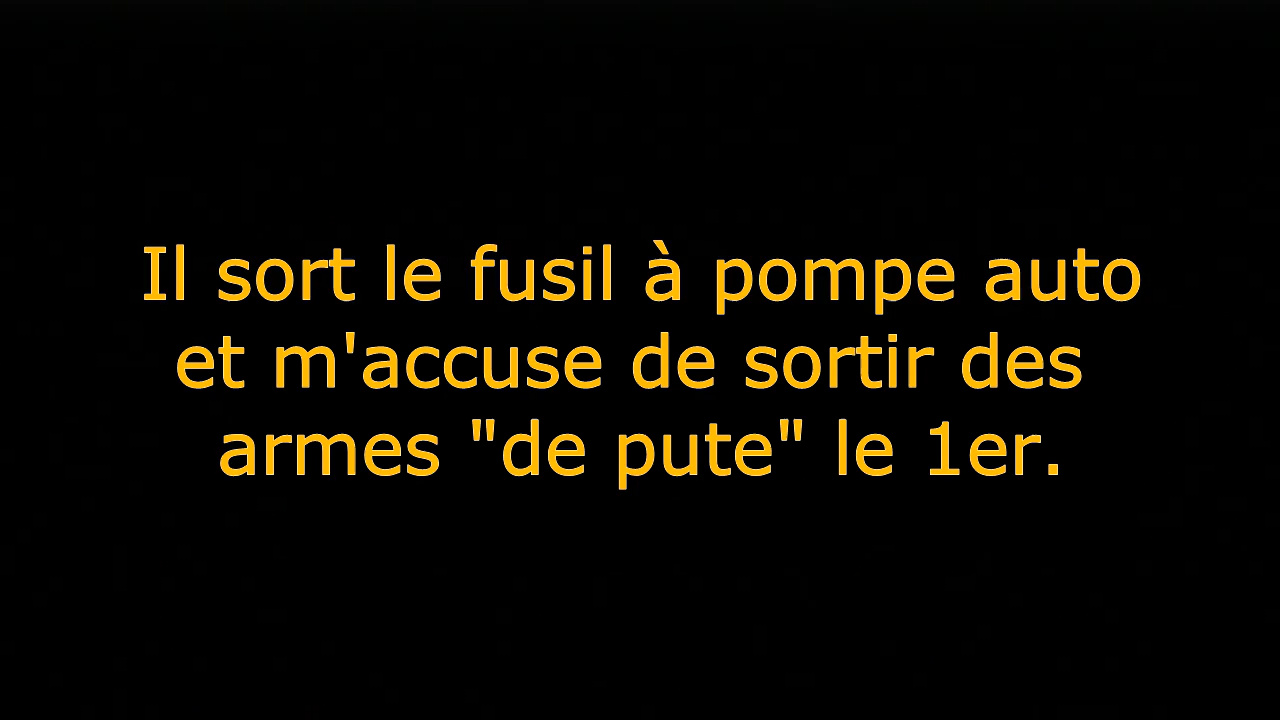 Il sort le fusil à pompe auto
et m'accuse de sortir des
armes "de pute" le 1er.